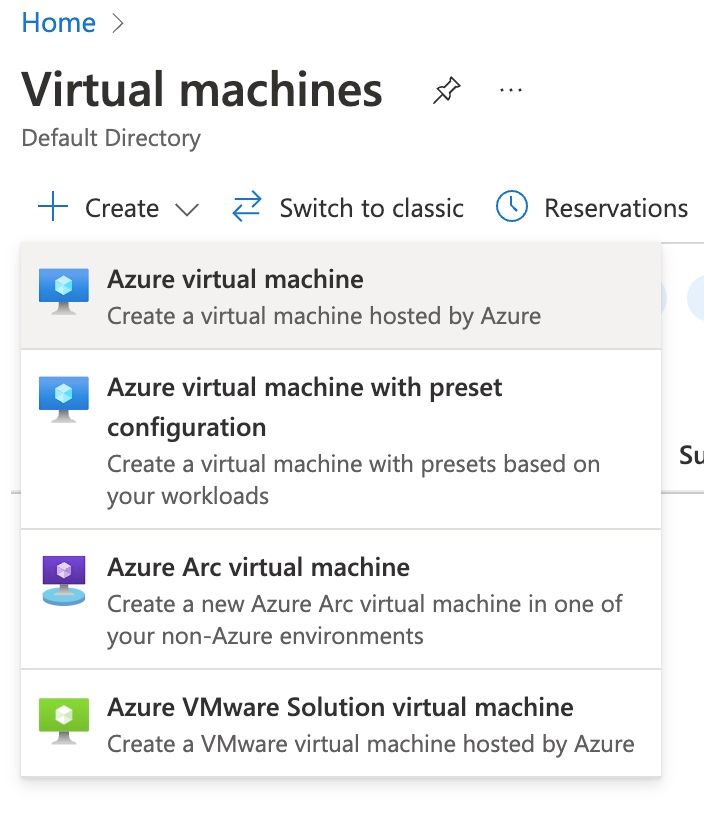 Home >
Virtual machines ...
Default Directory
+ Create Switch to classic Reservations
Azure virtual machine
Create a virtual machine hosted by Azure
Azure virtual machine with preset
configuration
Create a virtual machine with presets based on
your workloads
Su
Azure Arc virtual machine
Create a new Azure Arc virtual machine in one of
your non-Azure environments
Azure VMware Solution virtual machine
Create a VMware virtual machine hosted by Azure